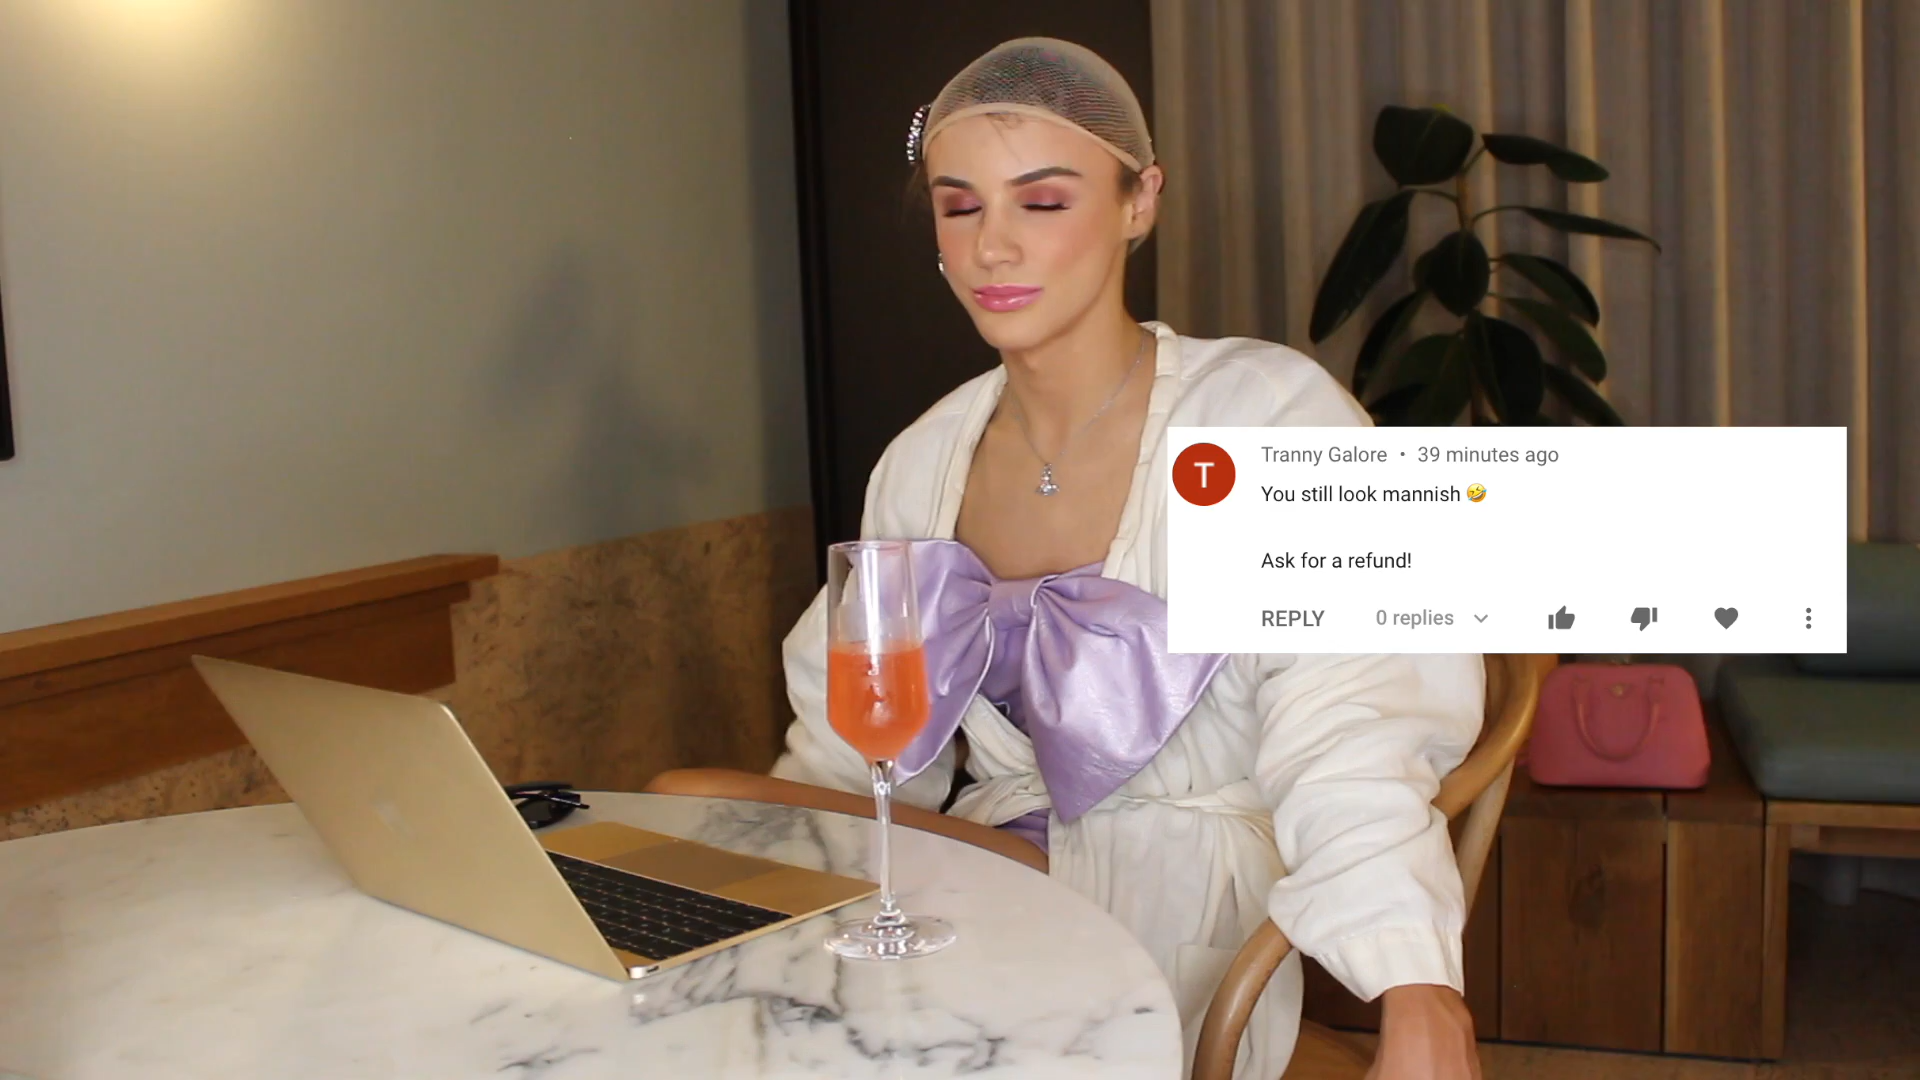 T
Tranny Galore • 39 minutes ago
You still look mannish 🤣
Ask for a refund!
REPLY 0 replies